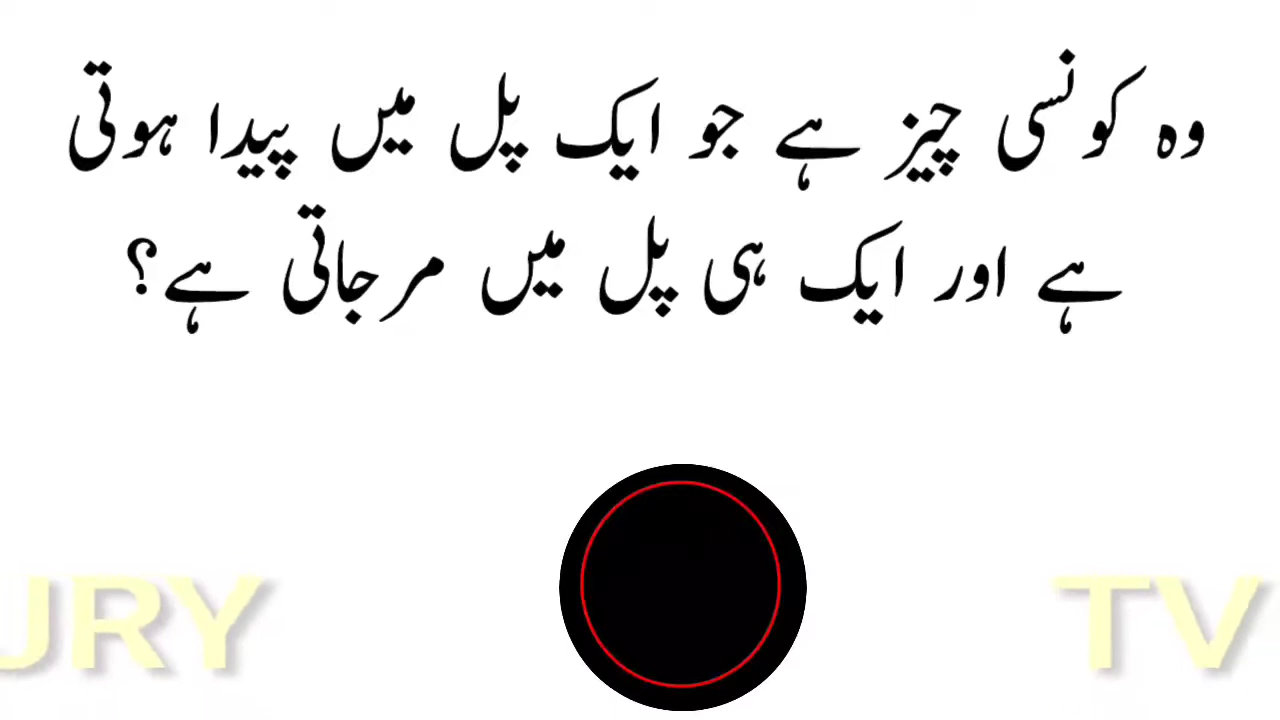 وہ کونسی چیز ہے جو ایک پل میں پیدا ہوتی
ہے اور ایک ہی پل میں مرجاتی ہے؟
URY TV